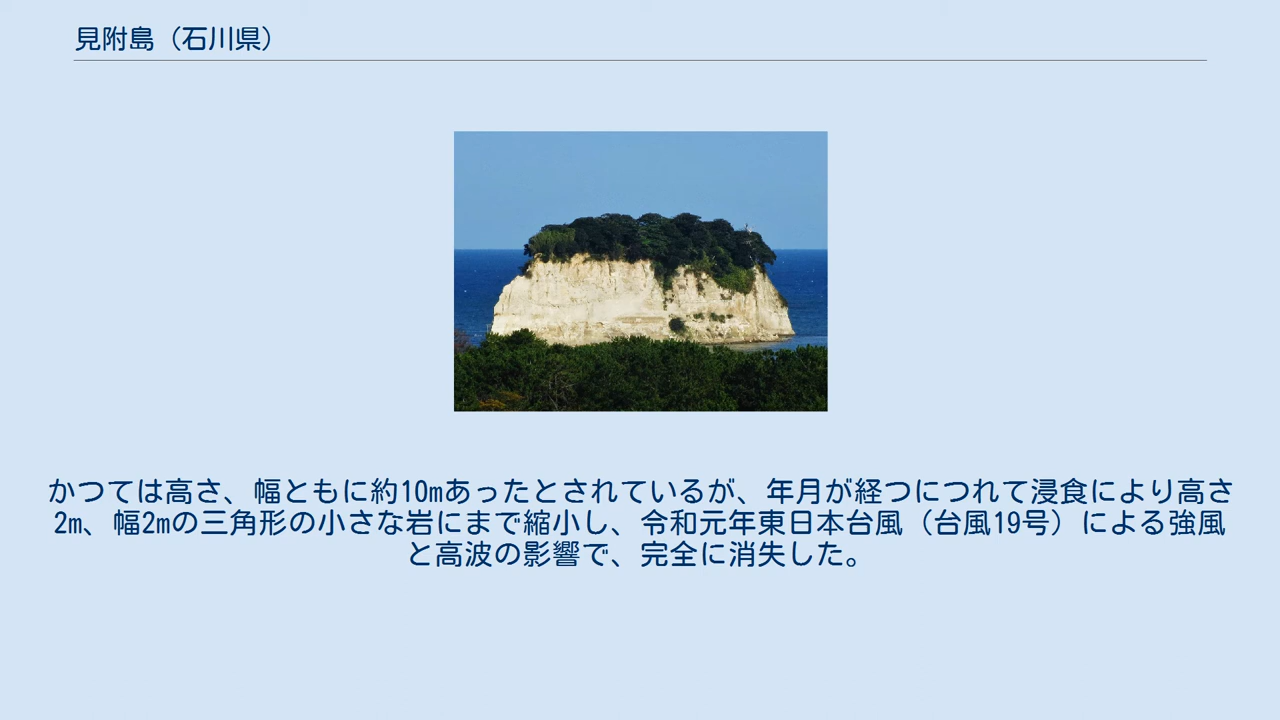 見附島（石川県）
かつては高さ、幅ともに約10mあったとされているが、年月が経つにつれて浸食により高さ
2m、幅2mの三角形の小さな岩にまで縮小し、令和元年東日本台風（台風19号）による強風
と高波の影響で、完全に消失した。